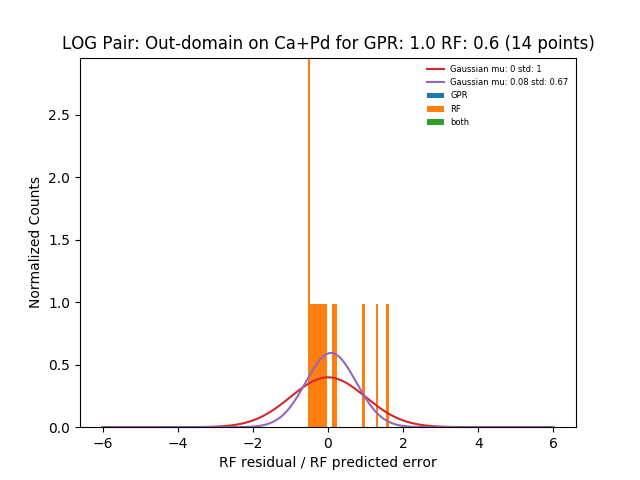 LOG Pair: Out-domain on Ca+Pd for GPR: 1.0 RF: 0.6 (14 points)
Gaussian mu: 0 std: 1
Gaussian mu: 0.08 std: 0.67
GPR
RF
both
Normalized Counts
2.5
2.0
1.5
1.0
0.5
0.0
−6 −4 −2 0 2 4 6
RF residual / RF predicted error